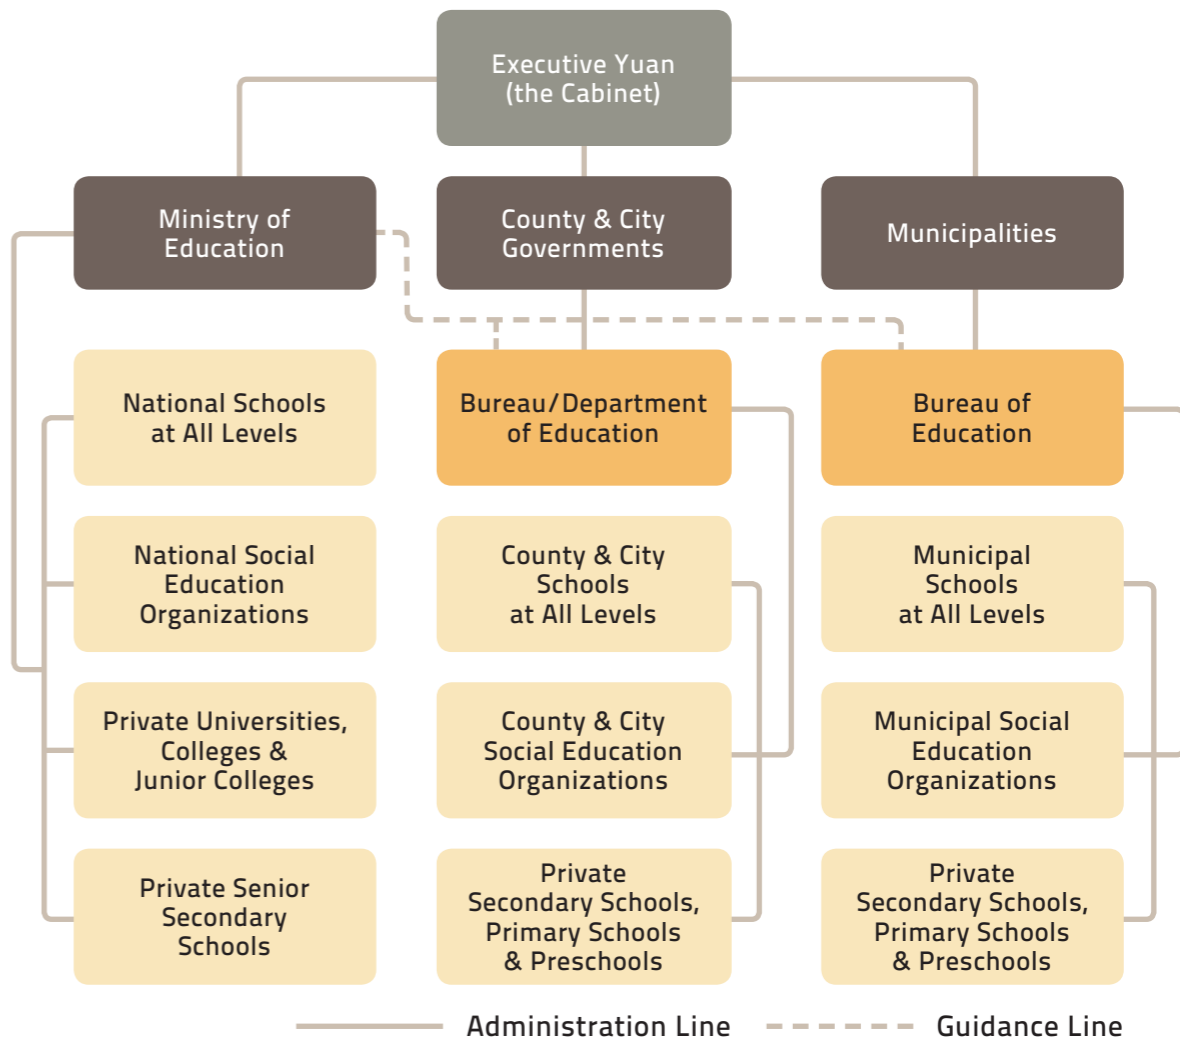 Executive Yuan
(the Cabinet)
Ministry of
Education
County & City
Governments
Municipalities
National Schools
at All Levels
Bureau/Department
of Education
Bureau of
Education
National Social
Education
Organizations
County & City
Schools
at All Levels
Municipal
Schools
at All Levels
Private Universities,
Colleges &
Junior Colleges
County & City
Social Education
Organizations
Municipal Social
Education
Organizations
Private Senior
Secondary
Schools
Private
Secondary Schools,
Primary Schools
& Preschools
Private
Secondary Schools,
Primary Schools
& Preschools
Administration Line
Guidance Line